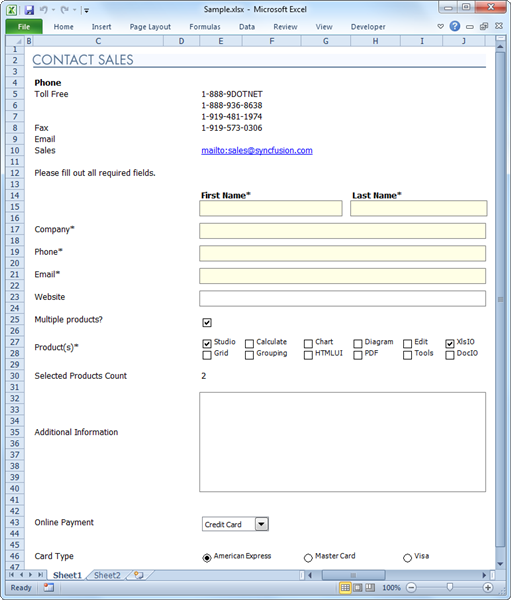 Sample.xlsx - Microsoft Excel
File Home Insert Page Layout Formulas Data Review View Developer
B C D E F G H I J
1
2 CONTACT SALES
3
4 Phone
5 Toll Free 1-888-9DOTNET
6 1-888-936-8638
7 1-919-481-1974
8 Fax 1-919-573-0306
9 Email
10 Sales mailto:sales@syncfusion.com
11
12 Please fill out all required fields.
13
14 First Name* Last Name*
15
16
17 Company*
18
19 Phone*
20
21 Email*
22
23 Website
24
25 Multiple products?
26
27 Product(s)* Studio Calculate Chart Diagram Edit XlsIO
28 Grid Grouping HTMLUI PDF Tools DocIO
29
30 Selected Products Count 2
31
32
33
34
35 Additional Information
36
37
38
39
40
41
42
43 Online Payment Credit Card
44
45
46 Card Type American Express Master Card Visa
47
Sheet1 Sheet2
Ready 100%